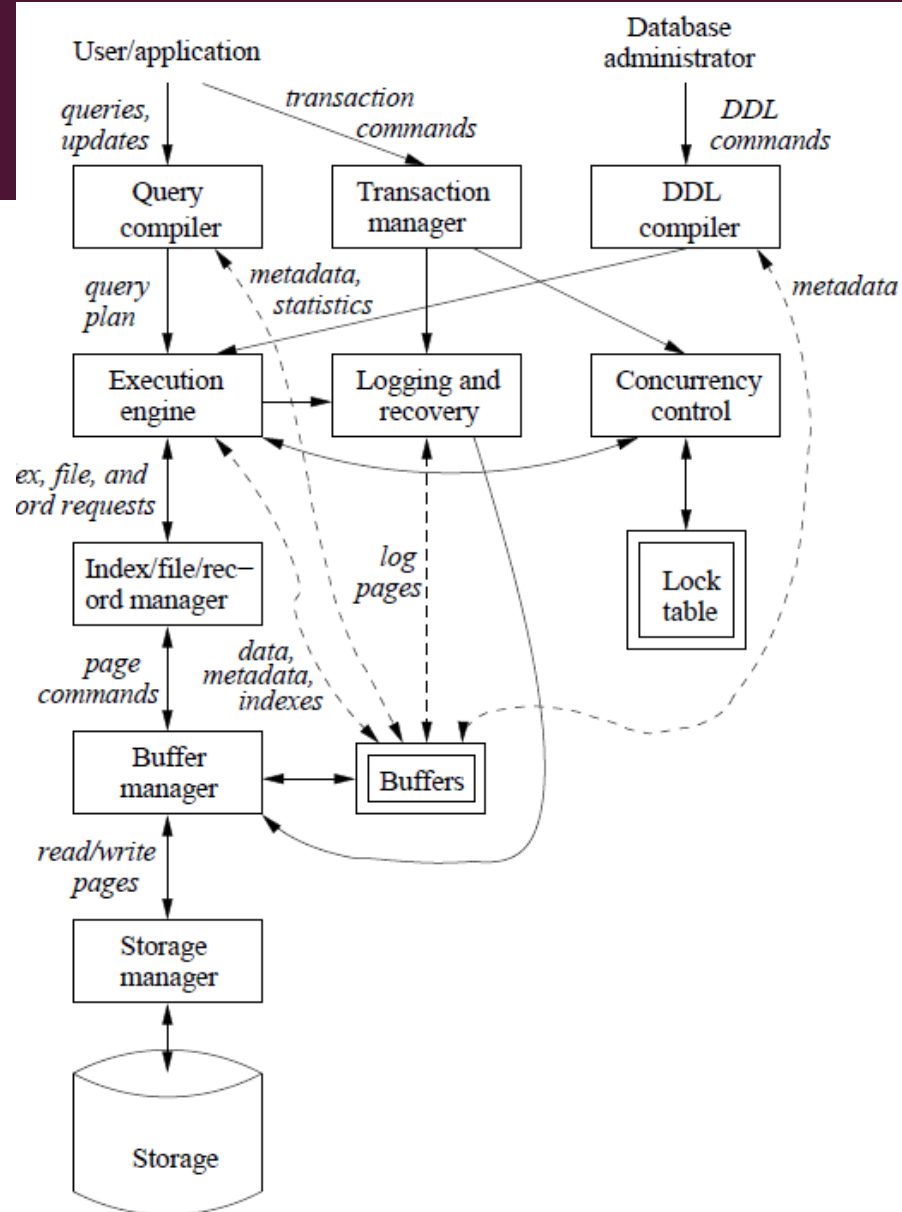 User/application
Database
administrator
queries,
updates
transaction
commands
DDL
commands
Query
compiler
Transaction
manager
DDL
compiler
query
plan
metadata,
statistics
metadata
Execution
engine
Logging and
recovery
Concurrency
control
ex, file, and
ord requests
Index/file/rec–
ord manager
log
pages
Lock
table
page
commands
data,
metadata,
indexes
Buffer
manager
Buffers
read/write
pages
Storage
manager
Storage